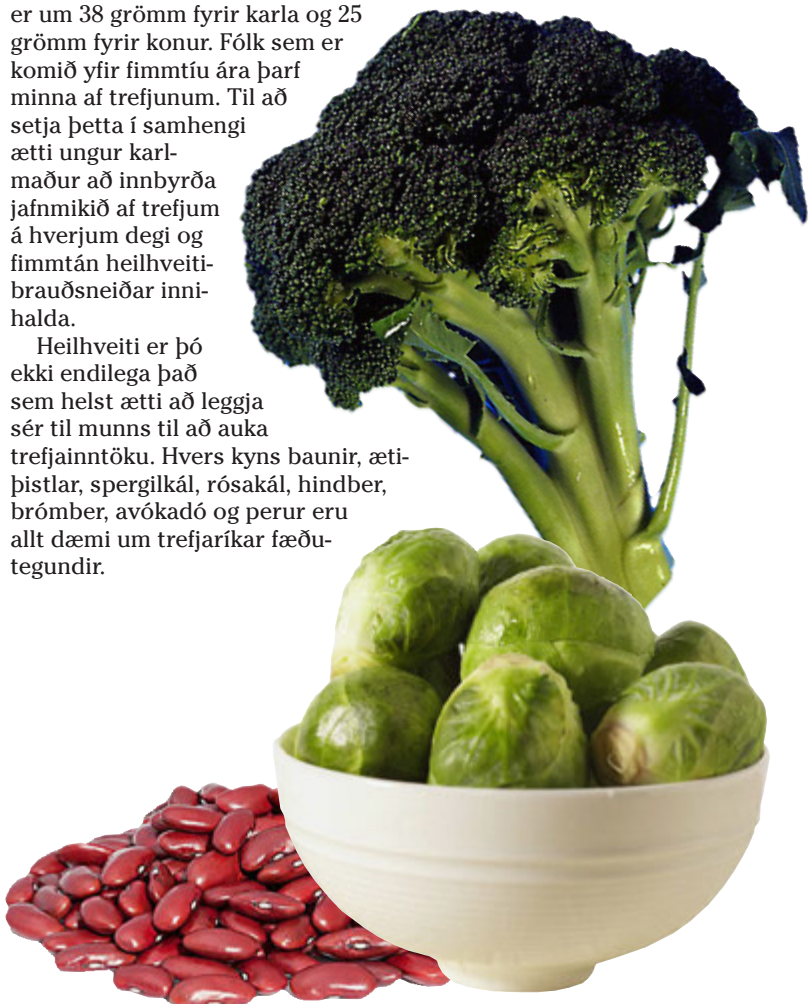 er um 38 grömm fyrir karla og 25
grömm fyrir konur. Fólk sem er
komið yfir fimmtíu ára þarf
minna af trefjunum. Til að
setja þetta í samhengi
ætti ungur karl-
maður að innbyrða
jafnmikið af trefjum
á hverjum degi og
fimmtán heilhveiti-
brauðsneiðar inni-
halda.
Heilhveiti er þó
ekki endilega það
sem helst ætti að leggja
sér til munns til að auka
trefjainntöku. Hvers kyns baunir, æti-
þistlar, spergilkál, rósakál, hindber,
brómber, avókadó og perur eru
allt dæmi um trefjaríkar fæðu-
tegundir.